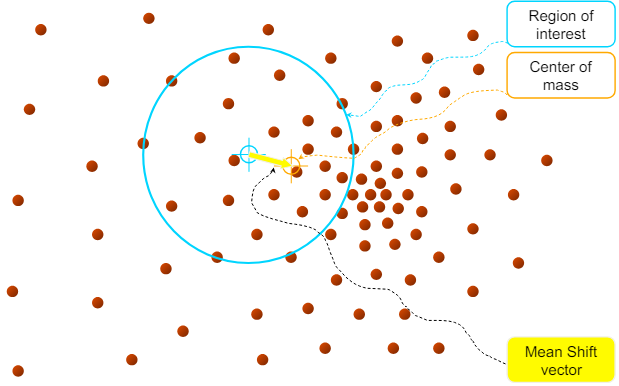 Region of
interest
Center of
mass
Mean Shift
vector